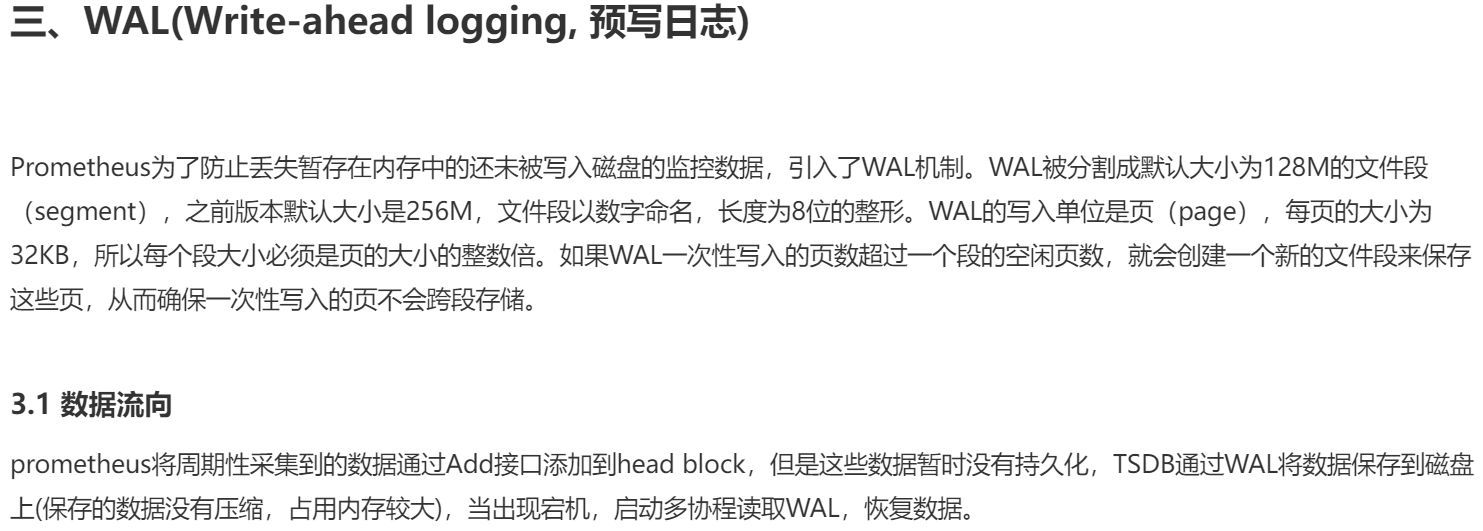 三、WAL(Write-ahead logging, 预写日志)
Prometheus为了防止丢失暂存在内存中的还未被写入磁盘的监控数据，引入了WAL机制。WAL被分割成默认大小为128M的文件段
（segment），之前版本默认大小是256M，文件段以数字命名，长度为8位的整形。WAL的写入单位是页（page），每页的大小为
32KB，所以每个段大小必须是页的大小的整数倍。如果WAL一次性写入的页数超过一个段的空闲页数，就会创建一个新的文件段来保存
这些页，从而确保一次性写入的页不会跨段存储。
3.1 数据流向
prometheus将周期性采集到的数据通过Add接口添加到head block，但是这些数据暂时没有持久化，TSDB通过WAL将数据保存到磁盘
上(保存的数据没有压缩，占用内存较大)，当出现宕机，启动多协程读取WAL，恢复数据。